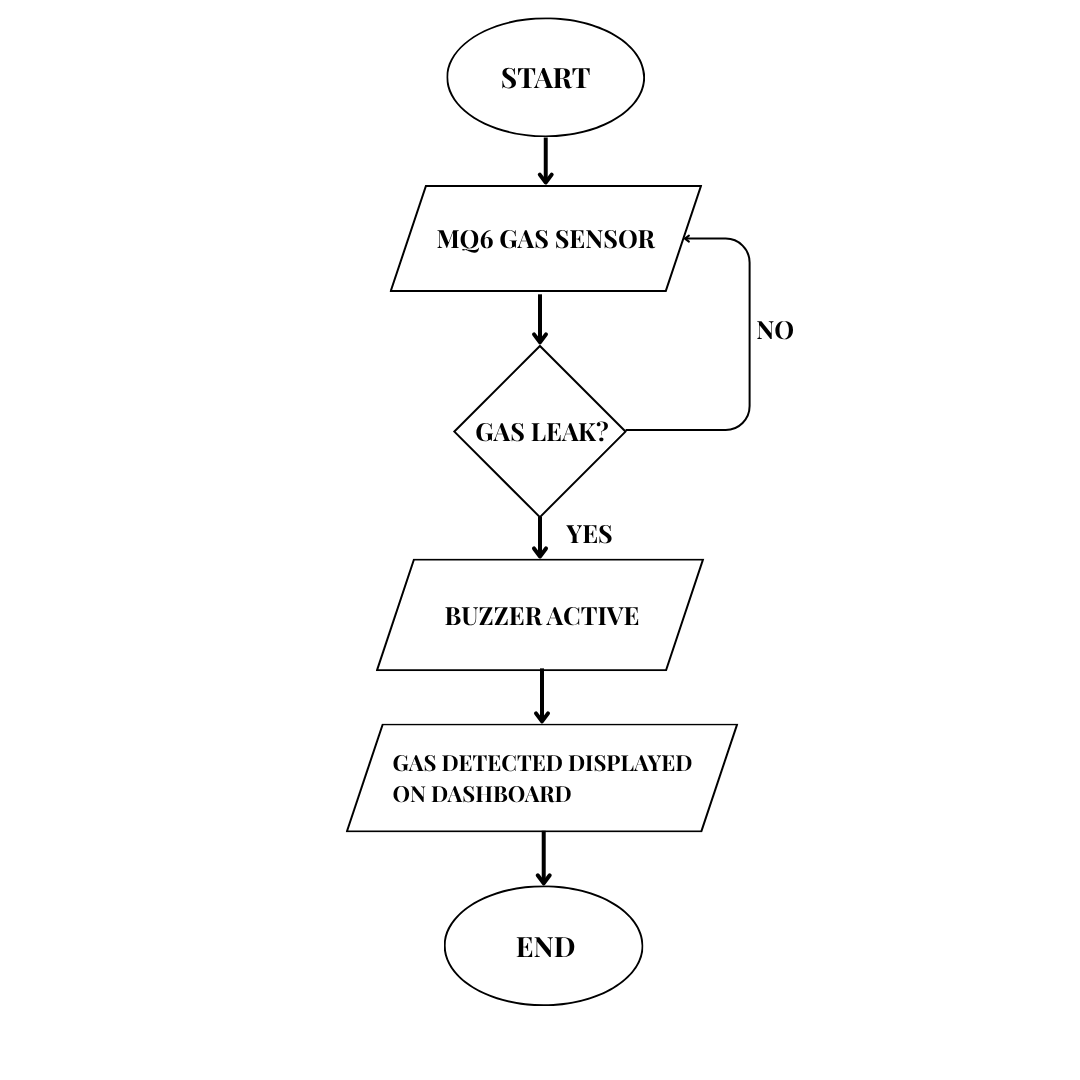 START
MQ6 GAS SENSOR
NO
GAS LEAK?
YES
BUZZER ACTIVE
GAS DETECTED DISPLAYED
ON DASHBOARD
END